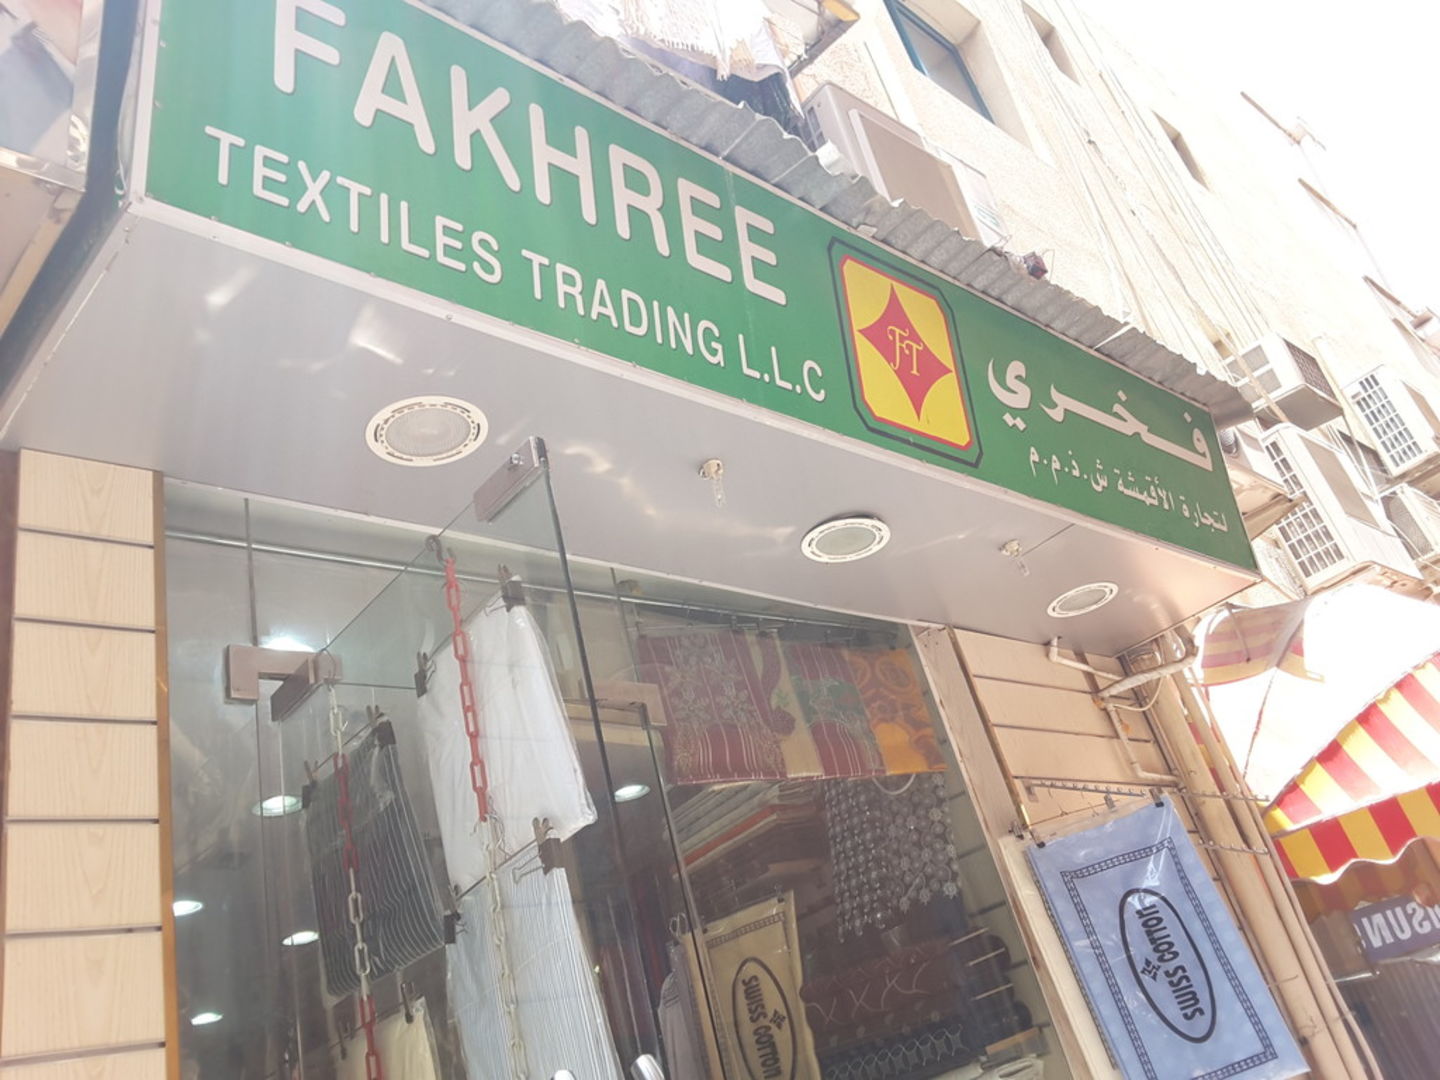 FAKHREE
TEXTILES TRADING L.L.C
FT
فخري
لتجارة الأقمشة ش.ذ.م.م
SWISS COTTON
SWISS COTTON